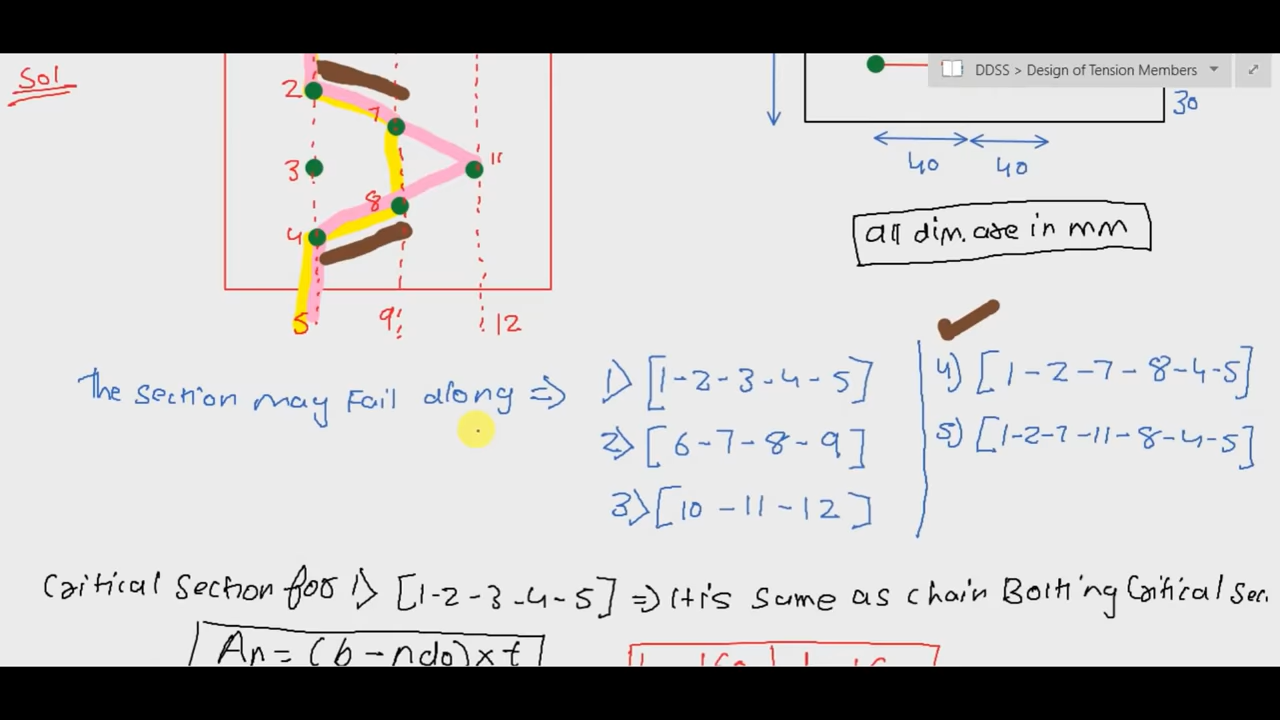 Sol
DDSS > Design of Tension Members
2
7
3
11
8
4
5
9
12
30
40
40
all dim. are in mm
The section may Fail along ⇒
1) [1-2-3-4-5]
2) [6-7-8-9]
3) [10-11-12]
4) [1-2-7-8-4-5]
5) [1-2-7-11-8-4-5]
Critical Section for 1) [1-2-3-4-5] ⇒ It is same as chain Bolting Critical Sec.
An = (b - ndo) x t